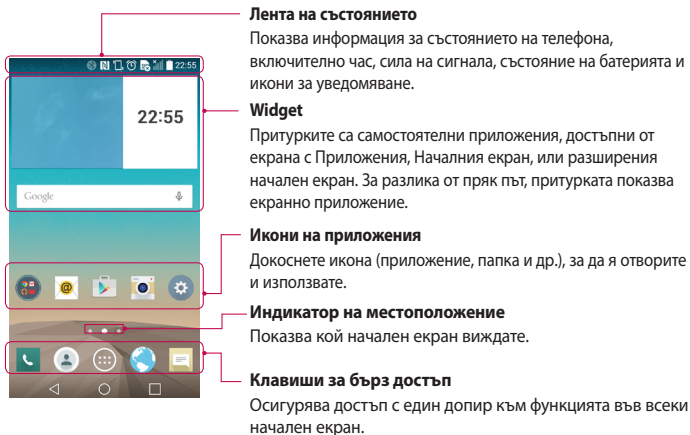 Лента на състоянието
Показва информация за състоянието на телефона,
включително час, сила на сигнала, състояние на батерията и
икони за уведомяване.
22:55
Widget
22:55
Притурките са самостоятелни приложения, достъпни от
екрана с Приложения, Началния екран, или разширения
начален екран. За разлика от пряк път, притурката показва
екранно приложение.
Google
Икони на приложения
Докоснете икона (приложение, папка и др.), за да я отворите
и използвате.
Индикатор на местоположение
Показва кой начален екран виждате.
Клавиши за бърз достъп
Осигурява достъп с един допир към функцията във всеки
начален екран.